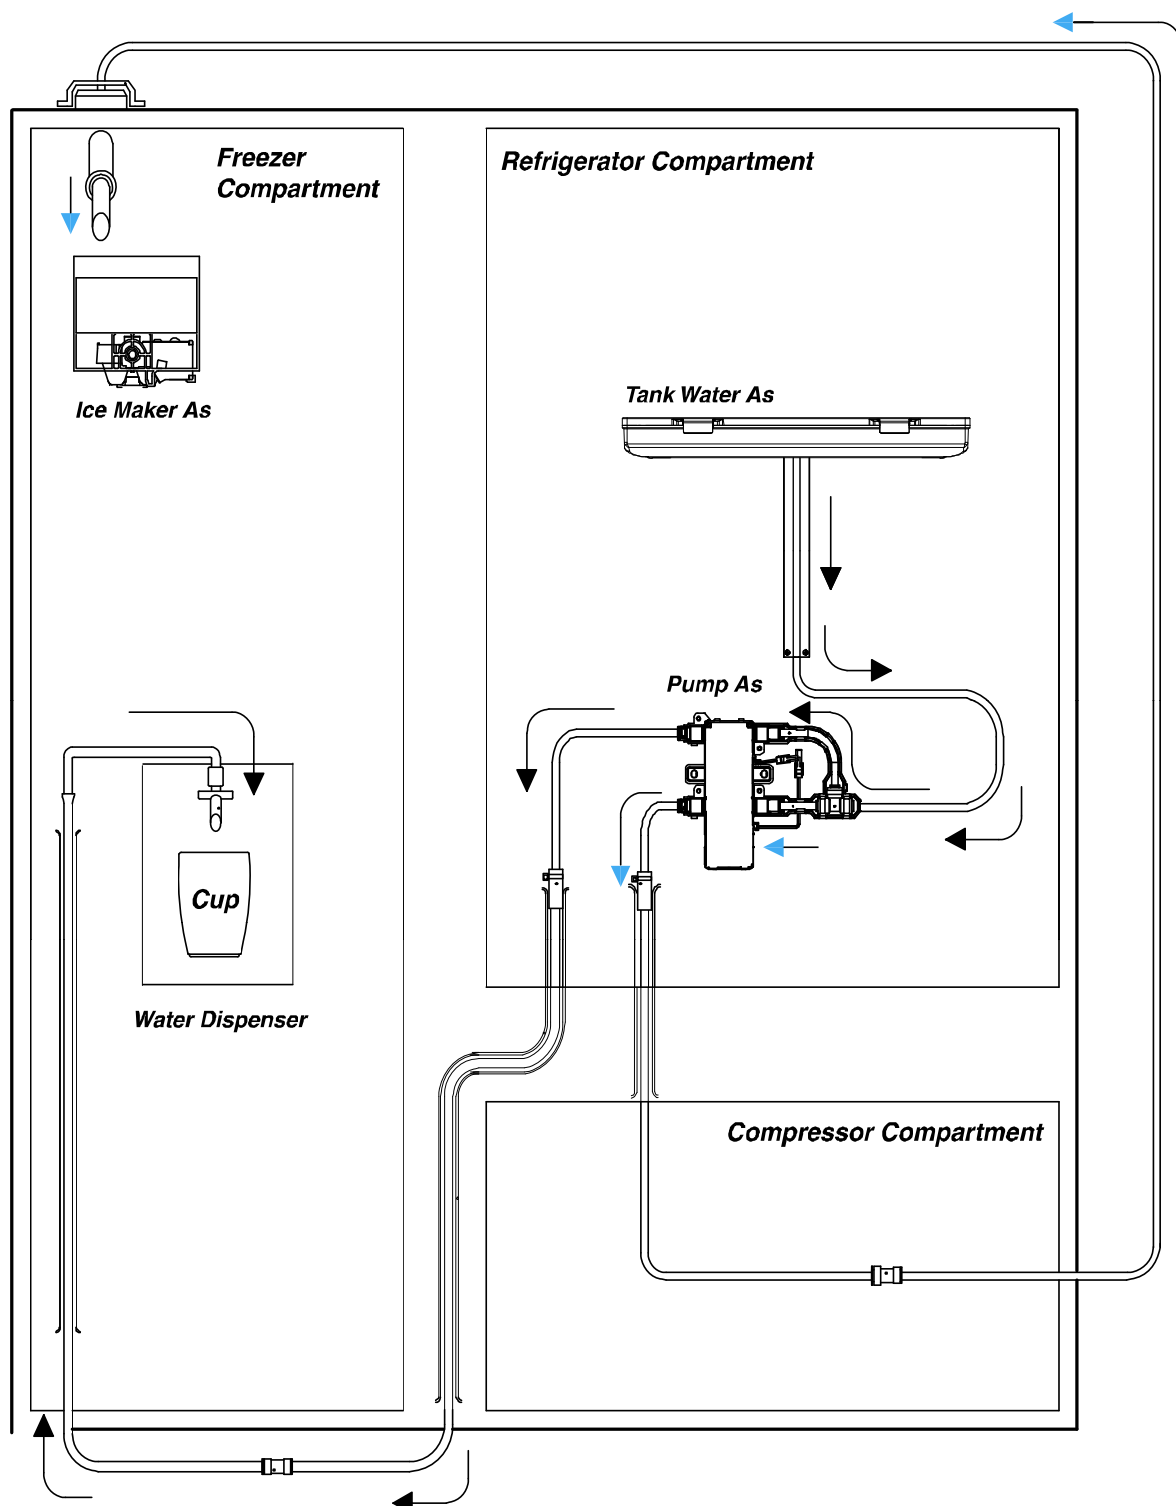 Freezer
Compartment
Refrigerator Compartment
Ice Maker As
Tank Water As
Pump As
Cup
Water Dispenser
Compressor Compartment